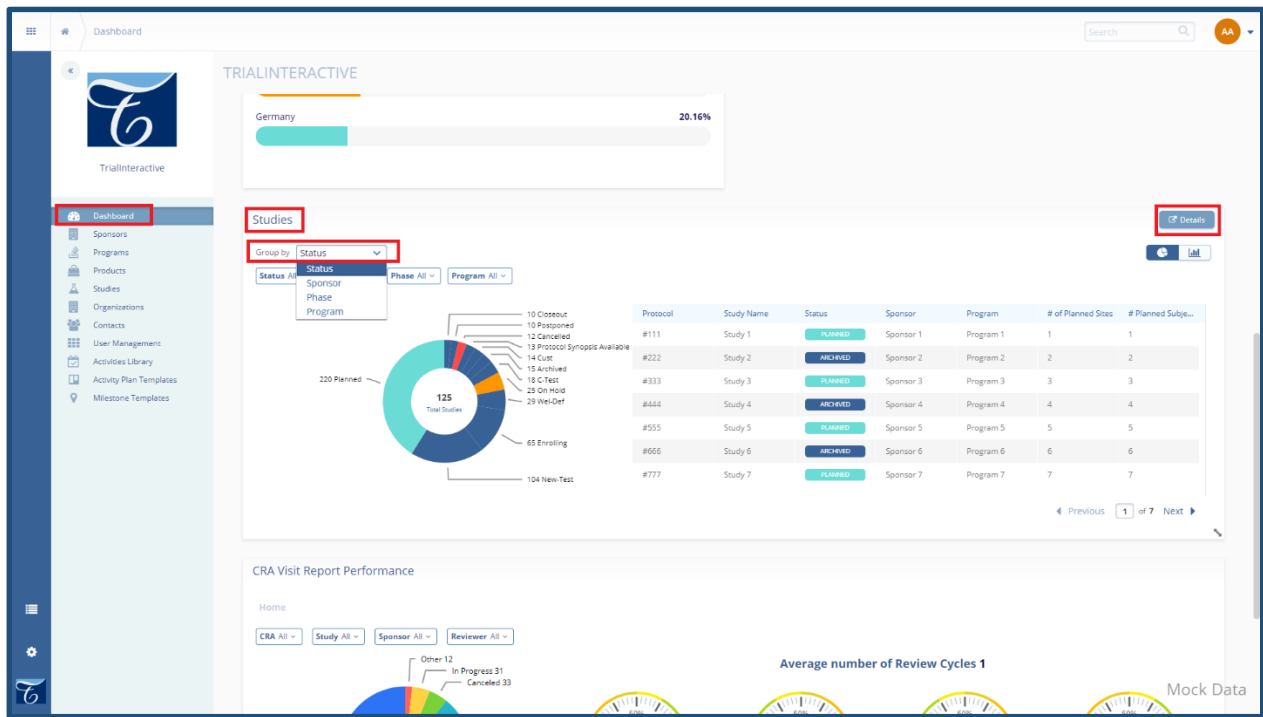 Dashboard
Search
AA
TRIALINTERACTIVE
TrialInteractive
Dashboard
Sponsors
Programs
Products
Studies
Organizations
Contacts
User Management
Activities Library
Activity Plan Templates
Milestone Templates
Germany 20.16%
Studies
Details
Group by Status
Status
Sponsor
Phase
Program
Status All Phase All Program All
10 Closeout
10 Postponed
12 Cancelled
13 Protocol Synopsis Available
14 Cust
15 Archived
18 C-Test
25 On Hold
29 Wel-Def
65 Enrolling
104 New-Test
220 Planned
125
Total Studies
Protocol Study Name Status Sponsor Program # of Planned Sites # Planned Subje...
#111 Study 1 PLANNED Sponsor 1 Program 1 1 1
#222 Study 2 ARCHIVED Sponsor 2 Program 2 2 2
#333 Study 3 PLANNED Sponsor 3 Program 3 3 3
#444 Study 4 ARCHIVED Sponsor 4 Program 4 4 4
#555 Study 5 PLANNED Sponsor 5 Program 5 5 5
#666 Study 6 ARCHIVED Sponsor 6 Program 6 6 6
#777 Study 7 PLANNED Sponsor 7 Program 7 7 7
Previous 1 of 7 Next
CRA Visit Report Performance
Home
CRA All Study All Sponsor All Reviewer All
Other 12
In Progress 31
Canceled 33
Average number of Review Cycles 1
50% 50% 50% 50%
Mock Data